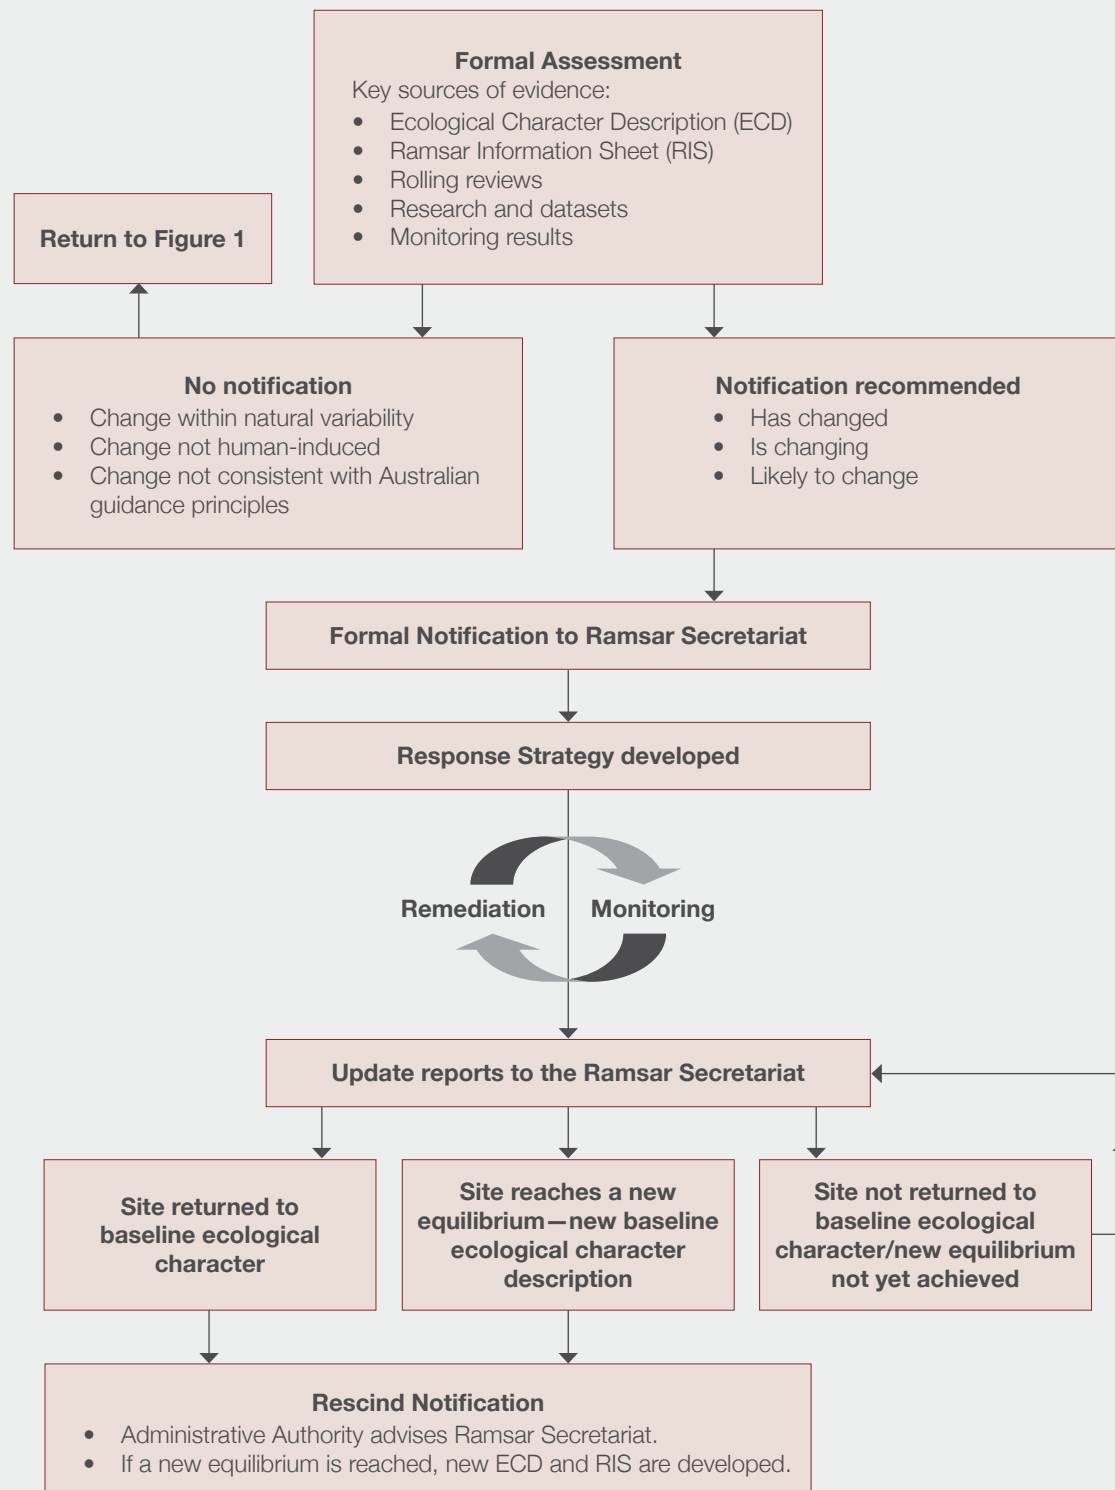 Formal Assessment
Key sources of evidence:
• Ecological Character Description (ECD)
• Ramsar Information Sheet (RIS)
• Rolling reviews
• Research and datasets
• Monitoring results
Return to Figure 1
No notification
• Change within natural variability
• Change not human-induced
• Change not consistent with Australian
guidance principles
Notification recommended
• Has changed
• Is changing
• Likely to change
Formal Notification to Ramsar Secretariat
Response Strategy developed
Remediation
Monitoring
Update reports to the Ramsar Secretariat
Site returned to
baseline ecological
character
Site reaches a new
equilibrium—new baseline
ecological character
description
Site not returned to
baseline ecological
character/new equilibrium
not yet achieved
Rescind Notification
• Administrative Authority advises Ramsar Secretariat.
• If a new equilibrium is reached, new ECD and RIS are developed.